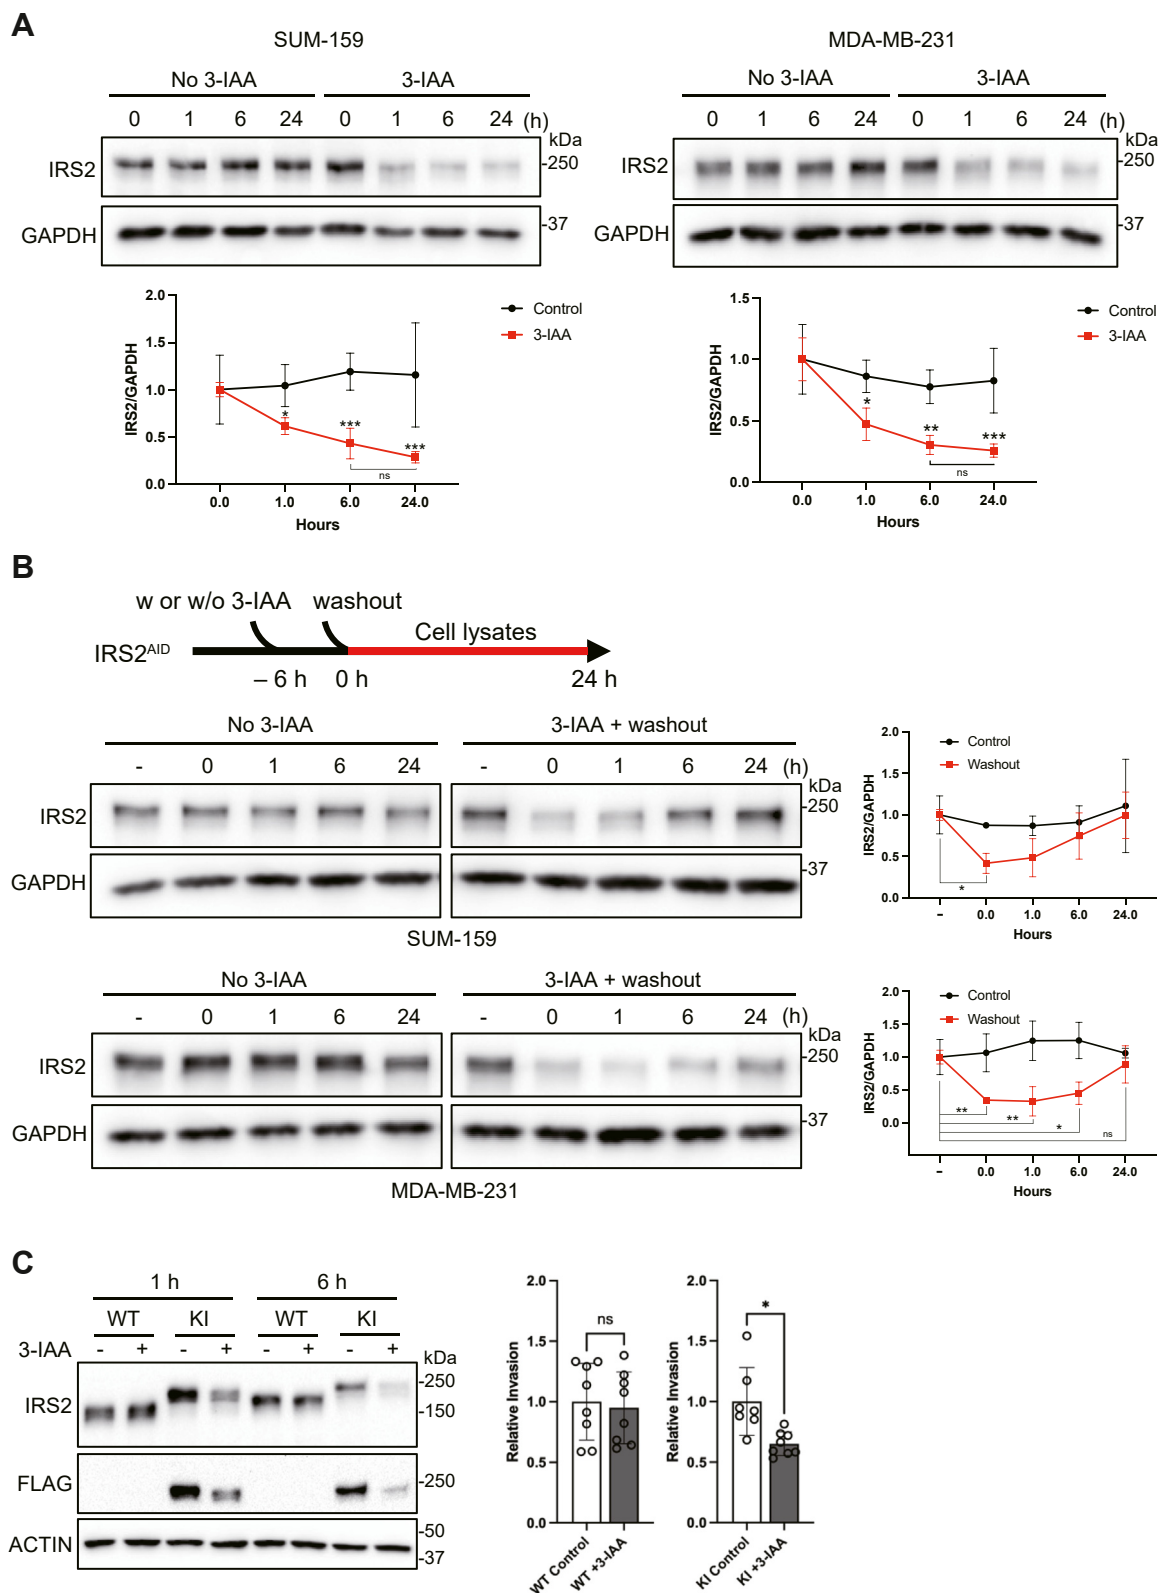 A
SUM-159
No 3-IAA 3-IAA
0 1 6 24 0 1 6 24 (h)
kDa
IRS2 -250
GAPDH -37
2.0
1.5
1.0
0.5
0.0
IRS2/GAPDH
Control
3-IAA
* *** ***
ns
0.0 1.0 6.0 24.0
Hours
MDA-MB-231
No 3-IAA 3-IAA
0 1 6 24 0 1 6 24 (h)
kDa
IRS2 -250
GAPDH -37
1.5
1.0
0.5
0.0
IRS2/GAPDH
Control
3-IAA
* ** ***
ns
0.0 1.0 6.0 24.0
Hours
B
w or w/o 3-IAA washout
IRS2AID Cell lysates
– 6 h 0 h 24 h
No 3-IAA 3-IAA + washout
- 0 1 6 24 - 0 1 6 24 (h)
kDa
IRS2 -250
GAPDH -37
SUM-159
2.0
1.5
1.0
0.5
0.0
IRS2/GAPDH
Control
Washout
*
- 0.0 1.0 6.0 24.0
Hours
No 3-IAA 3-IAA + washout
- 0 1 6 24 - 0 1 6 24 (h)
kDa
IRS2 -250
GAPDH -37
MDA-MB-231
2.0
1.5
1.0
0.5
0.0
IRS2/GAPDH
Control
Washout
**
**
*
ns
- 0.0 1.0 6.0 24.0
Hours
C
1 h 6 h
WT KI WT KI
3-IAA - + - + - + - +
kDa
IRS2 -250
-150
FLAG -250
ACTIN -50
-37
2.0
1.5
1.0
0.5
0.0
Relative Invasion
ns
WT Control
WT +3-IAA
2.0
1.5
1.0
0.5
0.0
Relative Invasion
*
KI Control
KI +3-IAA